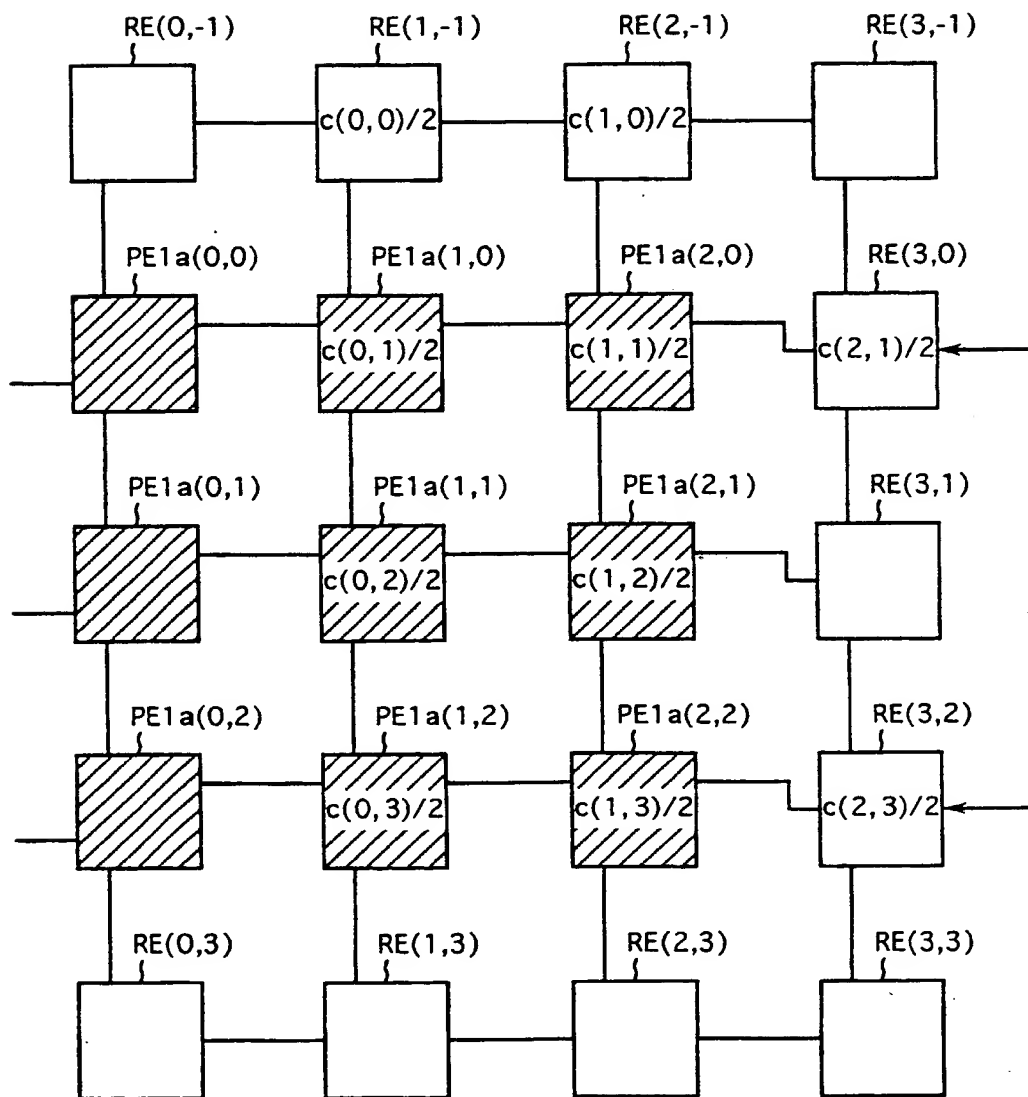 RE(0,-1) RE(1,-1) RE(2,-1) RE(3,-1)
c(0,0)/2 c(1,0)/2
PE1a(0,0) PE1a(1,0) PE1a(2,0) RE(3,0)
c(0,1)/2 c(1,1)/2 c(2,1)/2
PE1a(0,1) PE1a(1,1) PE1a(2,1) RE(3,1)
c(0,2)/2 c(1,2)/2
PE1a(0,2) PE1a(1,2) PE1a(2,2) RE(3,2)
c(0,3)/2 c(1,3)/2 c(2,3)/2
RE(0,3) RE(1,3) RE(2,3) RE(3,3)